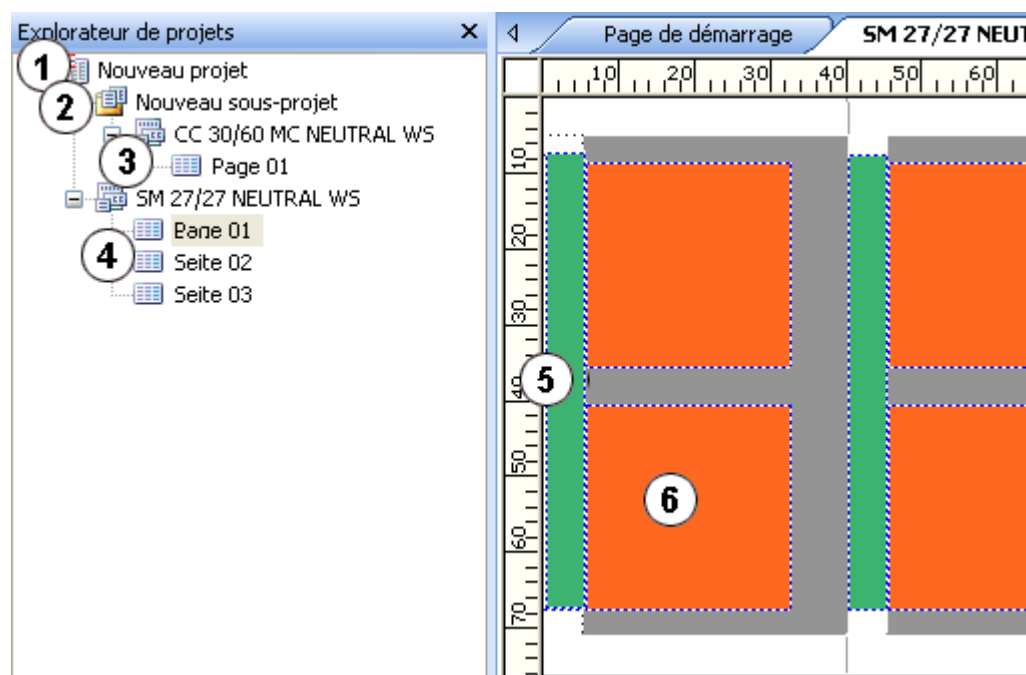 Explorateur de projets
Page de démarrage
SM 27/27 NEUT
1 Nouveau projet
2 Nouveau sous-projet
CC 30/60 MC NEUTRAL WS
3 Page 01
SM 27/27 NEUTRAL WS
Page 01
4 Seite 02
Seite 03
10 20 30 40 50 60
10
20
30
40
50
60
70
5
6